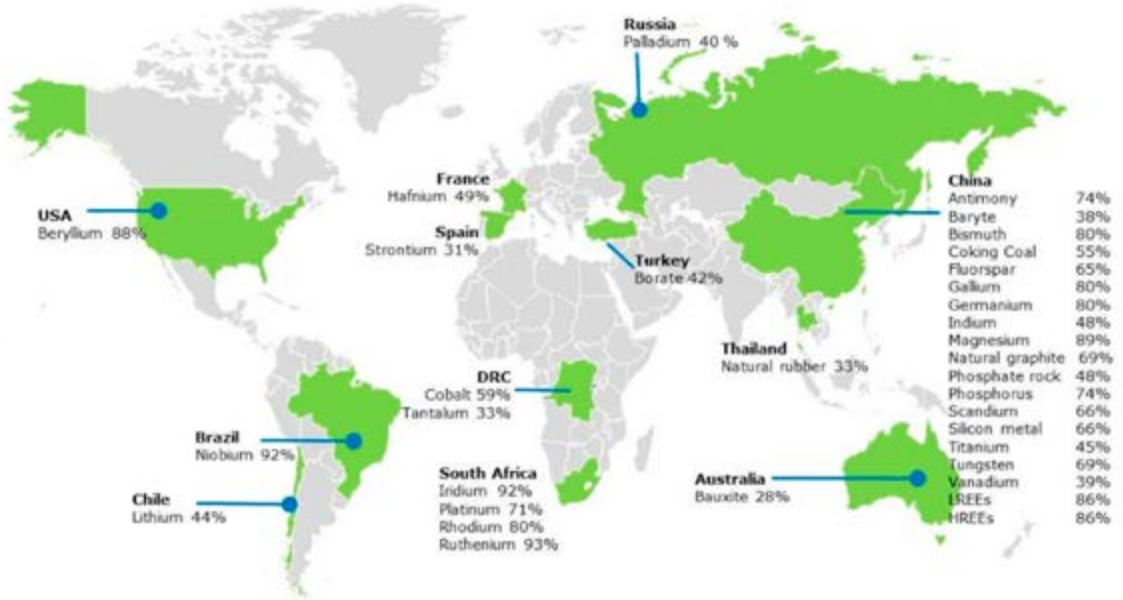 Russia
Palladium 40 %
France
Hafnium 49%
USA
Beryllium 88%
Spain
Strontium 31%
Turkey
Borate 42%
China
Antimony 74%
Baryte 38%
Bismuth 80%
Coking Coal 55%
Fluorspar 65%
Gallium 80%
Germanium 80%
Indium 48%
Magnesium 89%
Natural graphite 69%
Phosphate rock 48%
Phosphorus 74%
Scandium 66%
Silicon metal 66%
Titanium 45%
Tungsten 69%
Vanadium 39%
LREEs 86%
HREEs 86%
Thailand
Natural rubber 33%
DRC
Cobalt 59%
Tantalum 33%
Brazil
Niobium 92%
Chile
Lithium 44%
South Africa
Iridium 92%
Platinum 71%
Rhodium 80%
Ruthenium 93%
Australia
Bauxite 28%